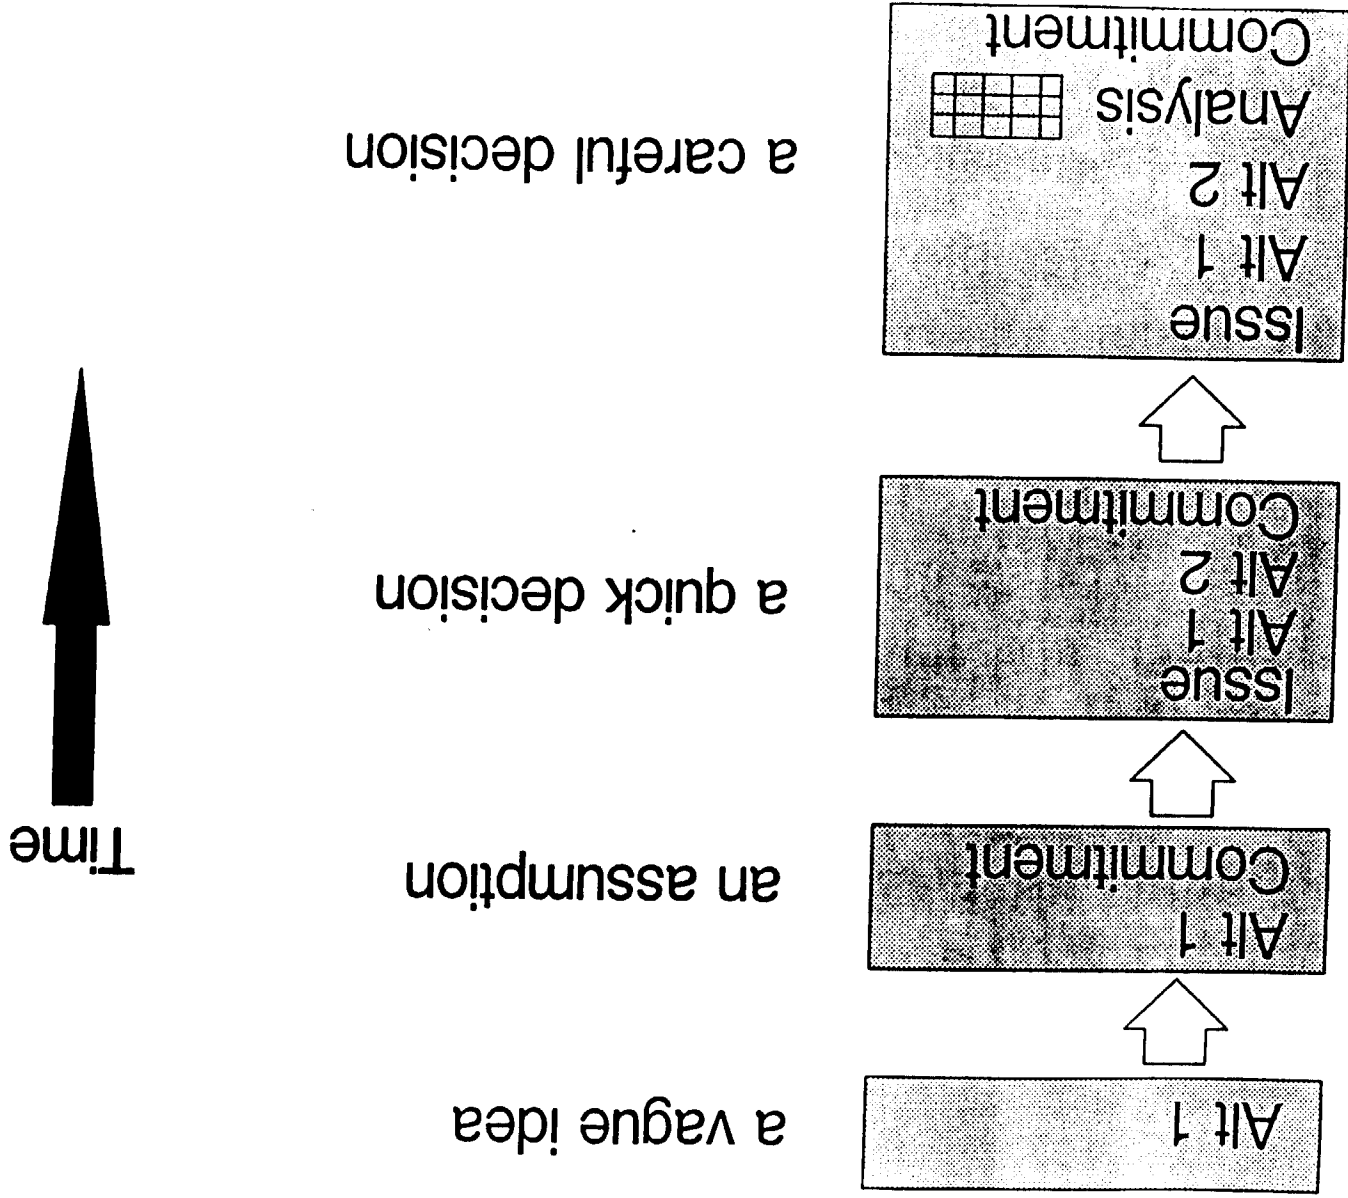 Alt 1
a vague idea
Time
Alt 1
Commitment
an assumption
Issue
Alt 1
Alt 2
Commitment
a quick decision
Issue
Alt 1
Alt 2
Analysis
Commitment
a careful decision